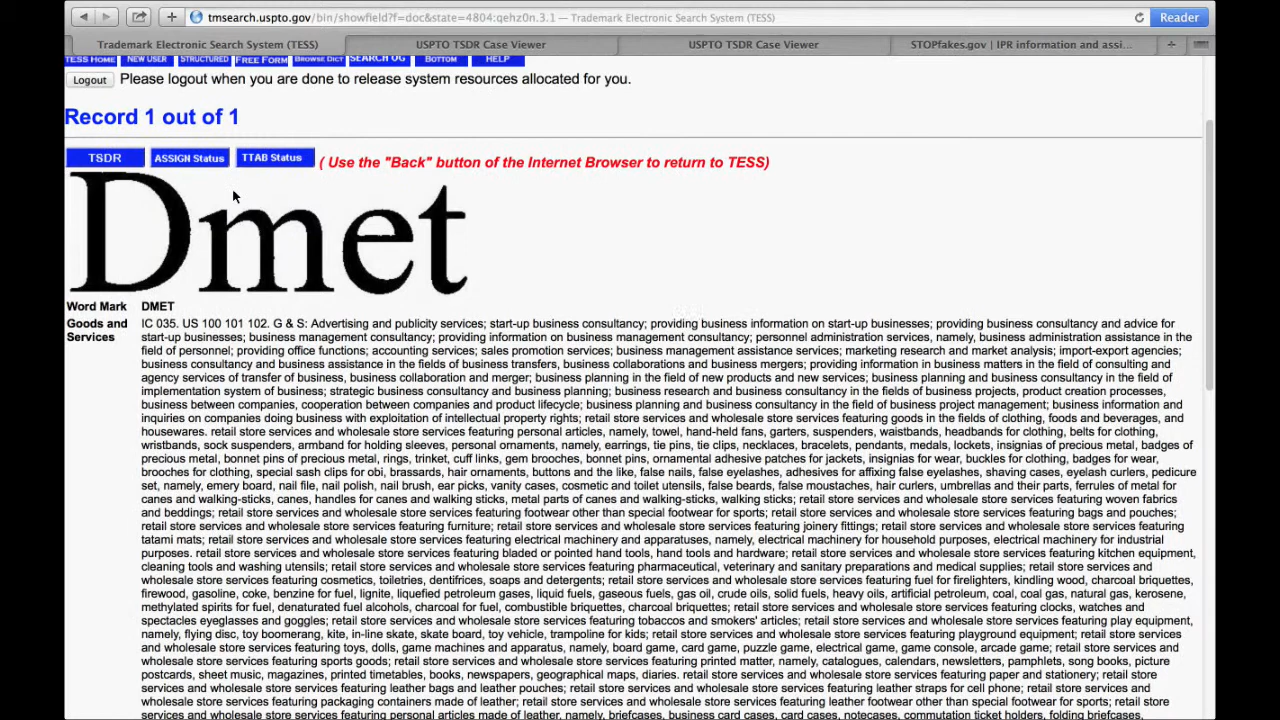 tmsearch.uspto.gov/bin/showfield?f=doc&state=4804:qehz0n.3.1 — Trademark Electronic Search System (TESS)
Reader
Trademark Electronic Search System (TESS)
USPTO TSDR Case Viewer
USPTO TSDR Case Viewer
STOPfakes.gov | IPR information and assi...
TESS HOME NEW USER STRUCTURED FREE FORM BROWSE DICT SEARCH OG BOTTOM HELP
Logout Please logout when you are done to release system resources allocated for you.
Record 1 out of 1
TSDR ASSIGN Status TTAB Status ( Use the "Back" button of the Internet Browser to return to TESS)
Dmet
Word Mark DMET
Goods and Services
IC 035. US 100 101 102. G & S: Advertising and publicity services; start-up business consultancy; providing business information on start-up businesses; providing business consultancy and advice for
start-up businesses; business management consultancy; providing information on business management consultancy; personnel administration services, namely, business administration assistance in the
field of personnel; providing office functions; accounting services; sales promotion services; business management assistance services; marketing research and market analysis; import-export agencies;
business consultancy and business assistance in the fields of business transfers, business collaborations and business mergers; providing information in business matters in the field of consulting and
agency services of transfer of business, business collaboration and merger; business planning in the field of new products and new services; business planning and business consultancy in the field of
implementation system of business; strategic business consultancy and business planning; business research and business consultancy in the fields of business projects, product creation processes,
business between companies, cooperation between companies and product lifecycle; business planning and business consultancy in the field of business project management; business information and
inquiries on companies doing business with exploitation of intellectual property rights; retail store services and wholesale store services featuring goods in the fields of clothing, foods and beverages, and
housewares. retail store services and wholesale store services featuring personal articles, namely, towel, hand-held fans, garters, suspenders, waistbands, headbands for clothing, belts for clothing,
wristbands, sock suspenders, armband for holding sleeves, personal ornaments, namely, earrings, tie pins, tie clips, necklaces, bracelets, pendants, medals, lockets, insignias of precious metal, badges of
precious metal, bonnet pins of precious metal, rings, trinket, cuff links, gem brooches, bonnet pins, ornamental adhesive patches for jackets, insignias for wear, buckles for clothing, badges for wear,
brooches for clothing, special sash clips for obi, brassards, hair ornaments, buttons and the like, false nails, false eyelashes, adhesives for affixing false eyelashes, shaving cases, eyelash curlers, pedicure
set, namely, emery board, nail file, nail polish, nail brush, ear picks, vanity cases, cosmetic and toilet utensils, false beards, false moustaches, hair curlers, umbrellas and their parts, ferrules of metal for
canes and walking-sticks, canes, handles for canes and walking sticks, metal parts of canes and walking-sticks, walking sticks; retail store services and wholesale store services featuring woven fabrics
and beddings; retail store services and wholesale store services featuring footwear other than special footwear for sports; retail store services and wholesale store services featuring bags and pouches;
retail store services and wholesale store services featuring furniture; retail store services and wholesale store services featuring joinery fittings; retail store services and wholesale store services featuring
tatami mats; retail store services and wholesale store services featuring electrical machinery and apparatuses, namely, electrical machinery for household purposes, electrical machinery for industrial
purposes. retail store services and wholesale store services featuring bladed or pointed hand tools, hand tools and hardware; retail store services and wholesale store services featuring kitchen equipment,
cleaning tools and washing utensils; retail store services and wholesale store services featuring pharmaceutical, veterinary and sanitary preparations and medical supplies; retail store services and
wholesale store services featuring cosmetics, toiletries, dentifrices, soaps and detergents; retail store services and wholesale store services featuring fuel for firelighters, kindling wood, charcoal briquettes,
firewood, gasoline, coke, benzine for fuel, lignite, liquefied petroleum gases, liquid fuels, gaseous fuels, gas oil, crude oils, solid fuels, heavy oils, artificial petroleum, coal, coal gas, natural gas, kerosene,
methylated spirits for fuel, denaturated fuel alcohols, charcoal for fuel, combustible briquettes, charcoal briquettes; retail store services and wholesale store services featuring clocks, watches and
spectacles eyeglasses and goggles; retail store services and wholesale store services featuring tobaccos and smokers' articles; retail store services and wholesale store services featuring play equipment,
namely, flying disc, toy boomerang, kite, in-line skate, skate board, toy vehicle, trampoline for kids; retail store services and wholesale store services featuring playground equipment; retail store services
and wholesale store services featuring toys, dolls, game machines and apparatus, namely, board game, card game, puzzle game, electrical game, game console, arcade game; retail store services and
wholesale store services featuring sports goods; retail store services and wholesale store services featuring printed matter, namely, catalogues, calendars, newsletters, pamphlets, song books, picture
postcards, sheet music, magazines, printed timetables, books, newspapers, geographical maps, diaries. retail store services and wholesale store services featuring paper and stationery; retail store
services and wholesale store services featuring leather bags and leather pouches; retail store services and wholesale store services featuring leather straps for cell phone; retail store services and wholesale
store services featuring packaging containers made of leather; retail store services and wholesale store services featuring leather footwear other than special footwear for sports; retail store services and
wholesale store services featuring personal articles made of leather, namely, briefcases, business card cases, card cases, notecases, commutation ticket holders, folding briefcases,